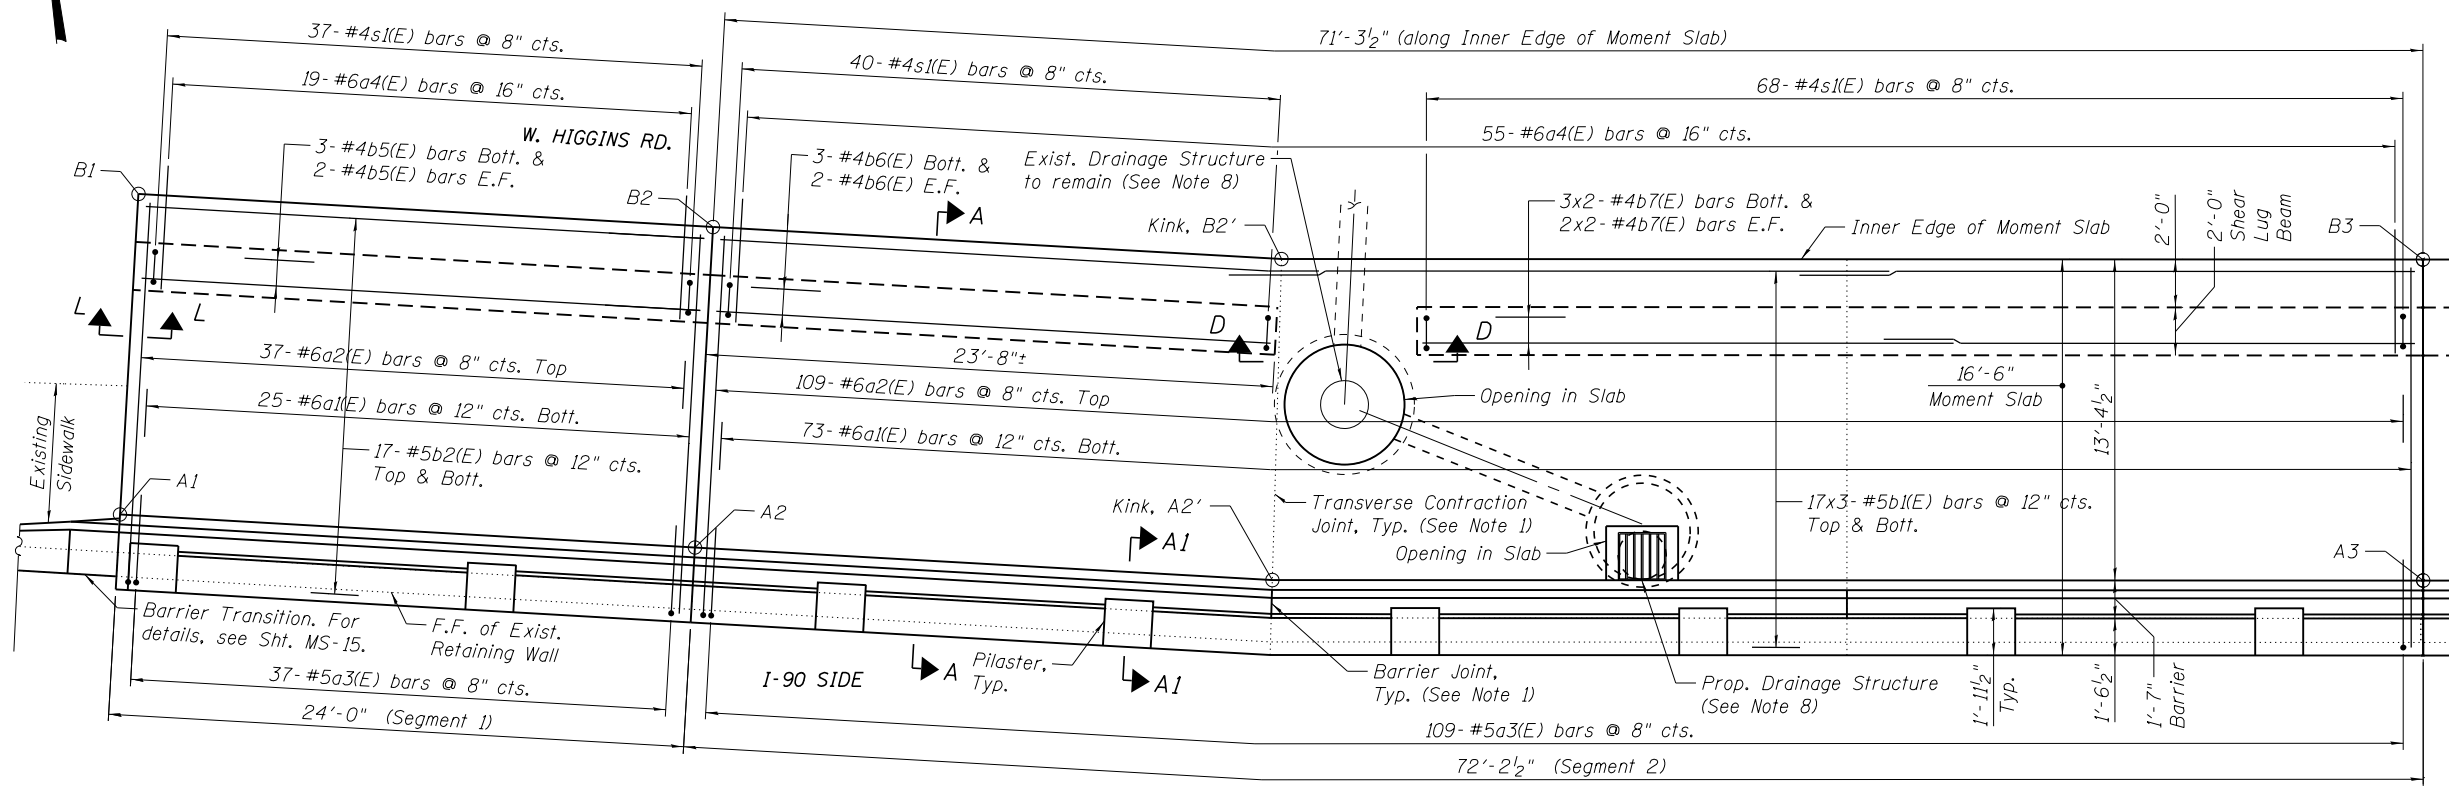 37- #4s1(E) bars @ 8" cts.
71'-3 1/2" (along Inner Edge of Moment Slab)
40- #4s1(E) bars @ 8" cts.
19- #6a4(E) bars @ 16" cts.
68- #4s1(E) bars @ 8" cts.
W. HIGGINS RD.
55- #6a4(E) bars @ 16" cts.
3- #4b5(E) bars Bott. &
2- #4b5(E) bars E.F.
3- #4b6(E) Bott. &
2- #4b6(E) E.F.
Exist. Drainage Structure
to remain (See Note 8)
B1
B2
A
Kink, B2'
3x2- #4b7(E) bars Bott. &
2x2- #4b7(E) bars E.F.
Inner Edge of Moment Slab
2'-0"
2'-0"
Shear
Lug
Beam
B3
L
L
D
D
37- #6a2(E) bars @ 8" cts. Top
23'-8"±
109- #6a2(E) bars @ 8" cts. Top
16'-6"
Moment Slab
Opening in Slab
13'-4 1/2"
25- #6a1(E) bars @ 12" cts. Bott.
73- #6a1(E) bars @ 12" cts. Bott.
Existing
Sidewalk
17- #5b2(E) bars @ 12" cts.
Top & Bott.
A1
A2
Kink, A2'
A1
Transverse Contraction
Joint, Typ. (See Note 1)
Opening in Slab
17x3- #5b1(E) bars @ 12" cts.
Top & Bott.
A3
Barrier Transition. For
details, see Sht. MS-15.
F.F. of Exist.
Retaining Wall
37- #5a3(E) bars @ 8" cts.
24'-0" (Segment 1)
I-90 SIDE
A
Pilaster,
Typ.
A1
Barrier Joint,
Typ. (See Note 1)
Prop. Drainage Structure
(See Note 8)
1'-11 1/2"
Typ.
1'-6 1/2"
1'-7"
Barrier
109- #5a3(E) bars @ 8" cts.
72'-2 1/2" (Segment 2)